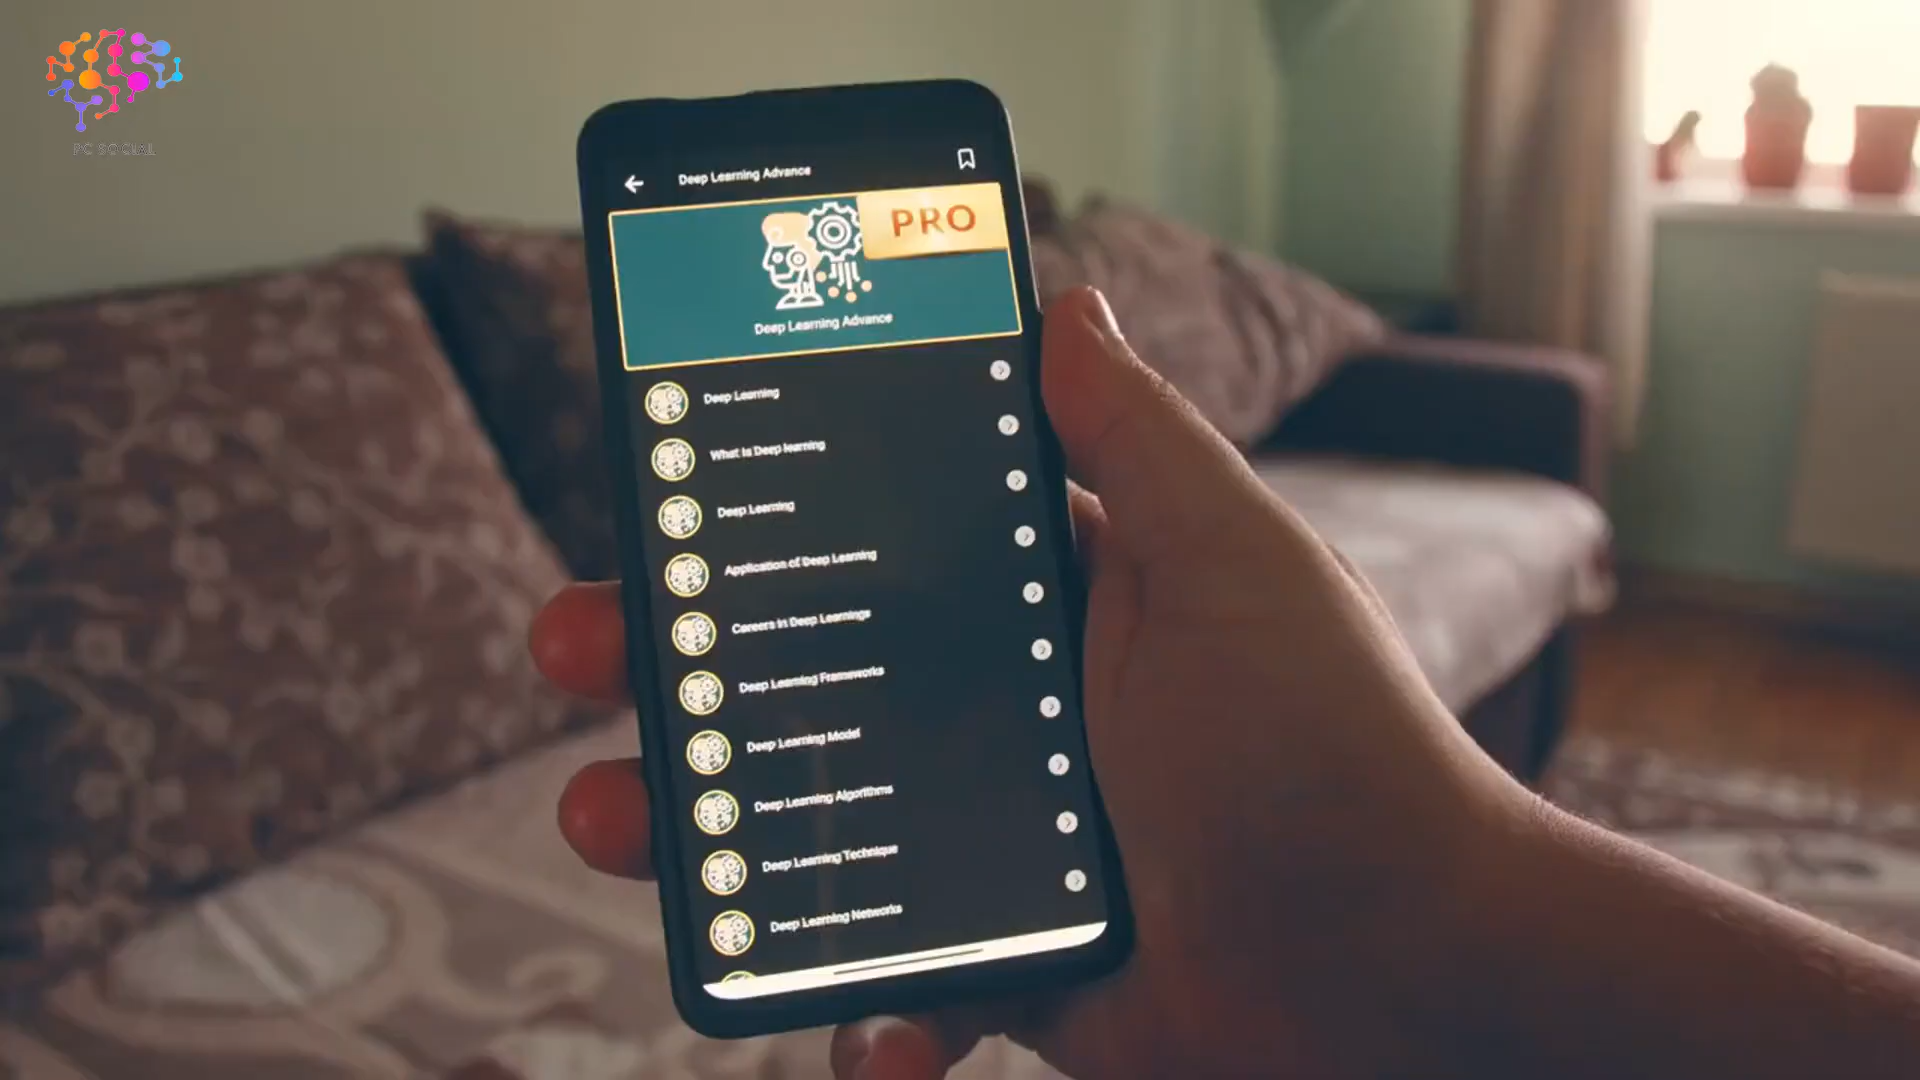 PC SOCIAL
Deep Learning Advance
PRO
Deep Learning Advance
Deep Learning
What is Deep learning
Deep Learning
Application of Deep Learning
Careers in Deep Learnings
Deep Learning Frameworks
Deep Learning Model
Deep Learning Algorithms
Deep Learning Technique
Deep Learning Networks